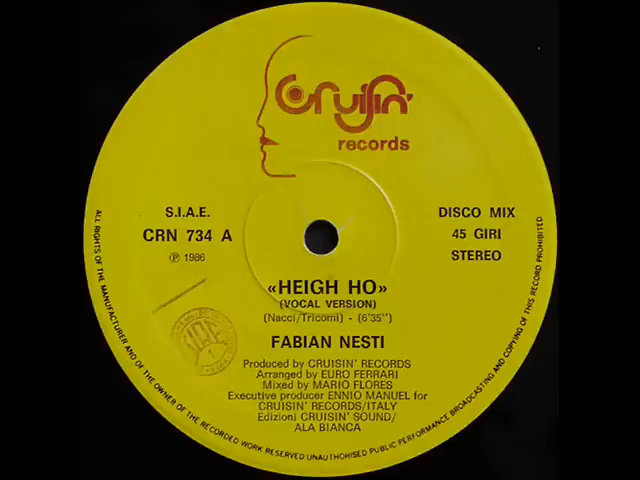 Cruisin'
records
S.I.A.E.
CRN 734 A
℗ 1986
DISCO MIX
45 GIRI
STEREO
«HEIGH HO»
(VOCAL VERSION)
(Nacci/Tricomi) - (6'35'')
FABIAN NESTI
Produced by CRUISIN' RECORDS
Arranged by EURO FERRARI
Mixed by MARIO FLORES
Executive producer ENNIO MANUEL for
CRUISIN' RECORDS/ITALY
Edizioni CRUISIN' SOUND/
ALA BIANCA
ALL RIGHTS OF THE MANUFACTURER AND OF THE OWNER OF THE RECORDED WORK RESERVED UNAUTHORISED PUBLIC PERFORMANCE BROADCASTING AND COPYING OF THIS RECORD PROHIBITED